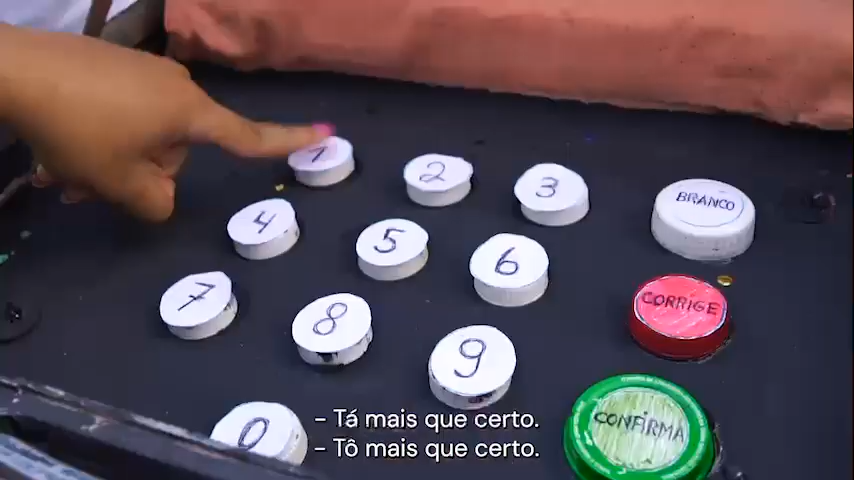 1 2 3
BRANCO
4 5 6
CORRIGE
7 8 9
CONFIRMA
0
– Tá mais que certo.
– Tô mais que certo.